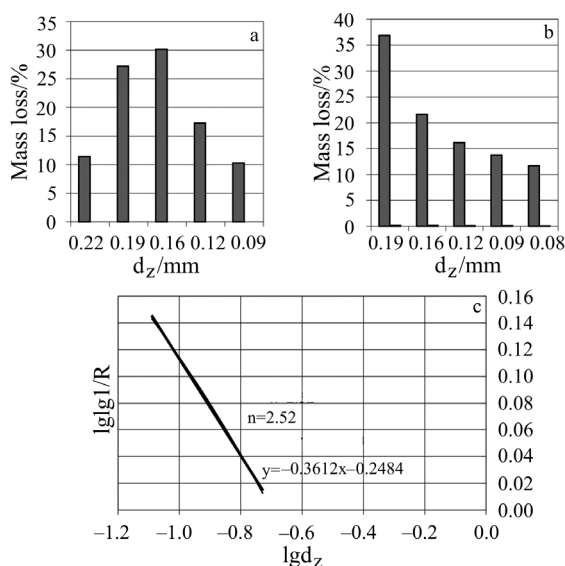 a
35
30
25
20
15
10
5
0
Mass loss/%
0.22 0.19 0.16 0.12 0.09
dz/mm
b
40
35
30
25
20
15
10
5
0
Mass loss/%
0.19 0.16 0.12 0.09 0.08
dz/mm
c
0.16
0.14
0.12
0.10
0.08
0.06
0.04
0.02
0.00
lglg1/R
n=2.52
y=–0.3612x–0.2484
–1.2 –1.0 –0.8 –0.6 –0.4 –0.2 0.0
lgdz